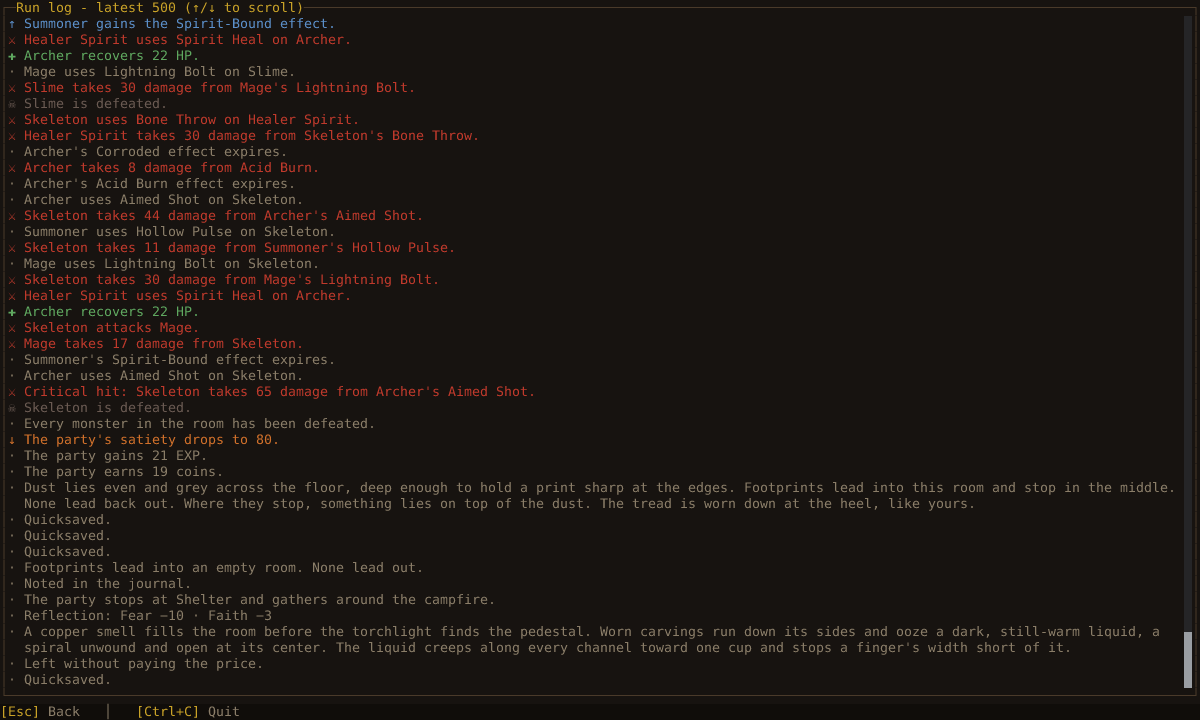 Run log - latest 500 (↑/↓ to scroll)
↑ Summoner gains the Spirit-Bound effect.
⚔ Healer Spirit uses Spirit Heal on Archer.
✚ Archer recovers 22 HP.
· Mage uses Lightning Bolt on Slime.
⚔ Slime takes 30 damage from Mage's Lightning Bolt.
☠ Slime is defeated.
⚔ Skeleton uses Bone Throw on Healer Spirit.
⚔ Healer Spirit takes 30 damage from Skeleton's Bone Throw.
· Archer's Corroded effect expires.
⚔ Archer takes 8 damage from Acid Burn.
· Archer's Acid Burn effect expires.
· Archer uses Aimed Shot on Skeleton.
⚔ Skeleton takes 44 damage from Archer's Aimed Shot.
· Summoner uses Hollow Pulse on Skeleton.
⚔ Skeleton takes 11 damage from Summoner's Hollow Pulse.
· Mage uses Lightning Bolt on Skeleton.
⚔ Skeleton takes 30 damage from Mage's Lightning Bolt.
⚔ Healer Spirit uses Spirit Heal on Archer.
✚ Archer recovers 22 HP.
⚔ Skeleton attacks Mage.
⚔ Mage takes 17 damage from Skeleton.
· Summoner's Spirit-Bound effect expires.
· Archer uses Aimed Shot on Skeleton.
⚔ Critical hit: Skeleton takes 65 damage from Archer's Aimed Shot.
☠ Skeleton is defeated.
· Every monster in the room has been defeated.
↓ The party's satiety drops to 80.
· The party gains 21 EXP.
· The party earns 19 coins.
· Dust lies even and grey across the floor, deep enough to hold a print sharp at the edges. Footprints lead into this room and stop in the middle.
None lead back out. Where they stop, something lies on top of the dust. The tread is worn down at the heel, like yours.
· Quicksaved.
· Quicksaved.
· Quicksaved.
· Footprints lead into an empty room. None lead out.
· Noted in the journal.
· The party stops at Shelter and gathers around the campfire.
· Reflection: Fear −10 · Faith −3
· A copper smell fills the room before the torchlight finds the pedestal. Worn carvings run down its sides and ooze a dark, still-warm liquid, a
spiral unwound and open at its center. The liquid creeps along every channel toward one cup and stops a finger's width short of it.
· Left without paying the price.
· Quicksaved.
[Esc] Back │ [Ctrl+C] Quit